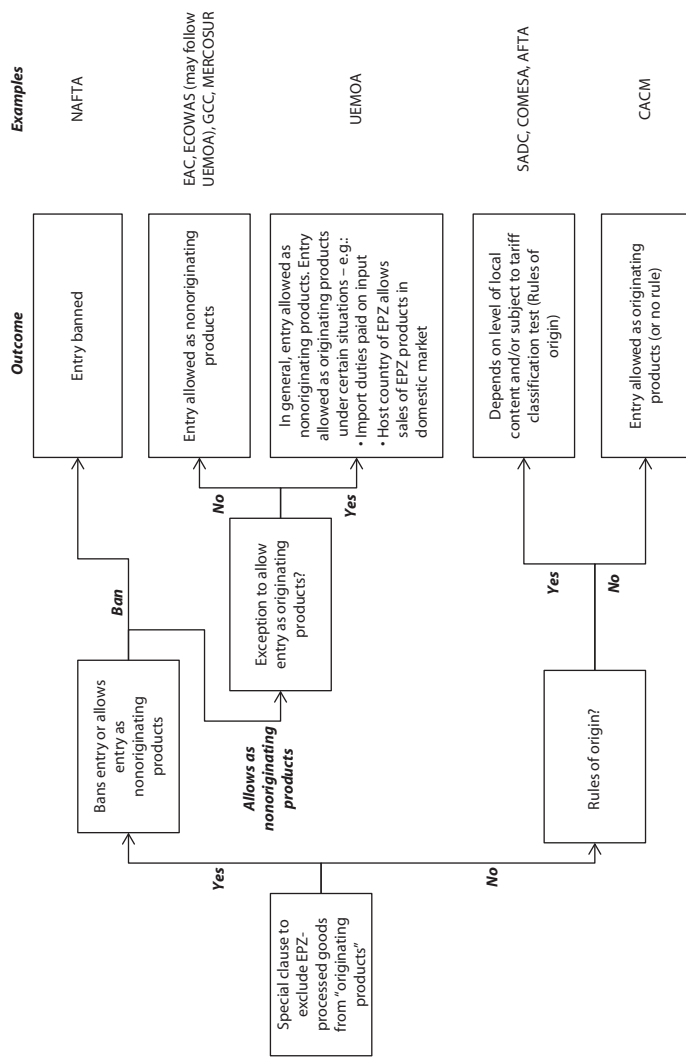 Outcome
Examples
Special clause to
exclude EPZ-
processed goods
from "originating
products"
Yes
No
Bans entry or allows
entry as
nonoriginating
products
Ban
Allows as
nonoriginating
products
Exception to allow
entry as originating
products?
No
Yes
Rules of origin?
Yes
No
Entry banned
NAFTA
Entry allowed as nonoriginating
products
EAC, ECOWAS (may follow
UEMOA), GCC, MERCOSUR
In general, entry allowed as
nonoriginating products. Entry
allowed as originating products
under certain situations – e.g.:
• Import duties paid on input
• Host country of EPZ allows
sales of EPZ products in
domestic market
UEMOA
Depends on level of local
content and/or subject to tariff
classification test (Rules of
origin)
SADC, COMESA, AFTA
Entry allowed as originating
products (or no rule)
CACM